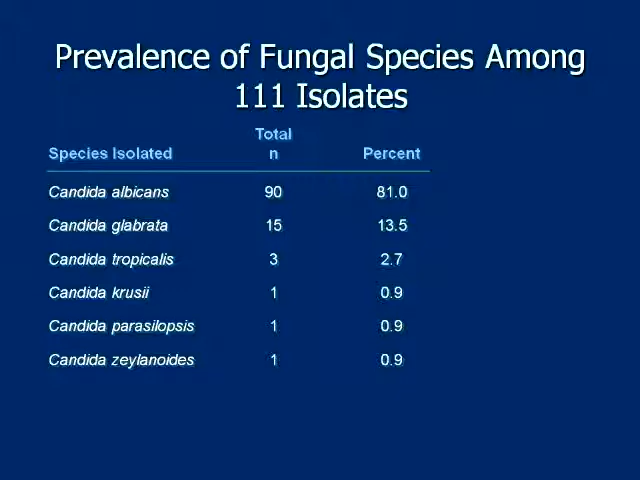 Prevalence of Fungal Species Among
111 Isolates
Total
Species Isolated n Percent
Candida albicans 90 81.0
Candida glabrata 15 13.5
Candida tropicalis 3 2.7
Candida krusii 1 0.9
Candida parasilopsis 1 0.9
Candida zeylanoides 1 0.9